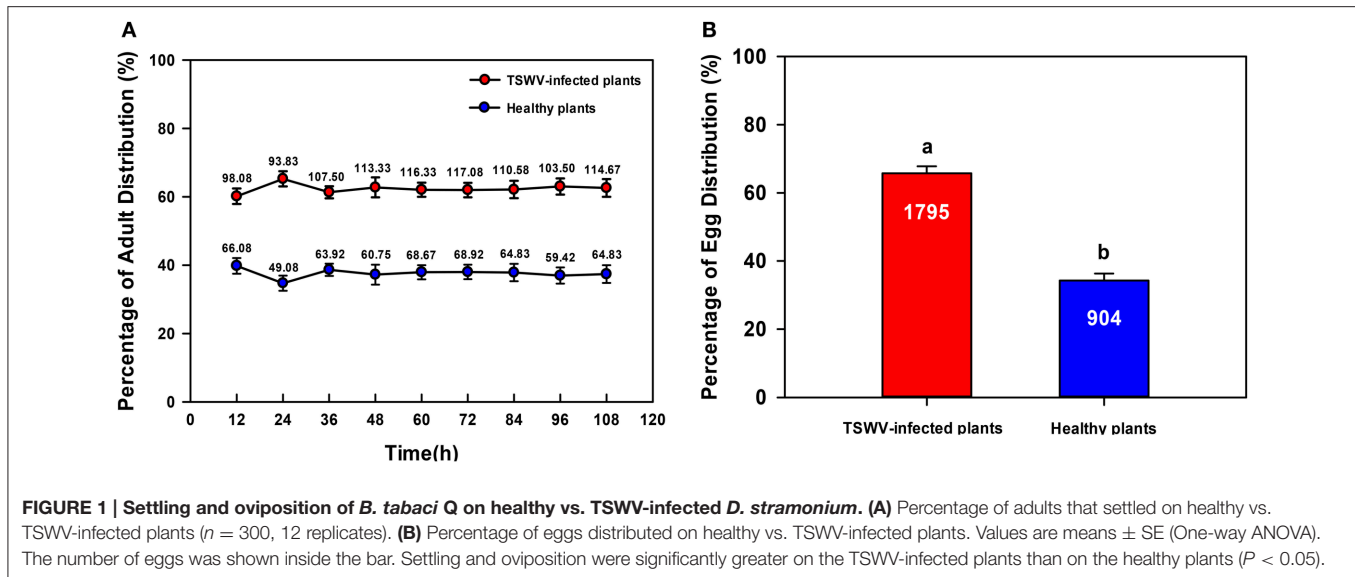 A
Percentage of Adult Distribution (%)
100
80
60
40
20
0
TSWV-infected plants
Healthy plants
98.08 93.83 107.50 113.33 116.33 117.08 110.58 103.50 114.67
66.08 49.08 63.92 60.75 68.67 68.92 64.83 59.42 64.83
0 12 24 36 48 60 72 84 96 108 120
Time(h)
B
Percentage of Egg Distribution (%)
100
80
60
40
20
0
a
1795
b
904
TSWV-infected plants Healthy plants
FIGURE 1 | Settling and oviposition of B. tabaci Q on healthy vs. TSWV-infected D. stramonium. (A) Percentage of adults that settled on healthy vs.
TSWV-infected plants (n = 300, 12 replicates). (B) Percentage of eggs distributed on healthy vs. TSWV-infected plants. Values are means ± SE (One-way ANOVA).
The number of eggs was shown inside the bar. Settling and oviposition were significantly greater on the TSWV-infected plants than on the healthy plants (P < 0.05).